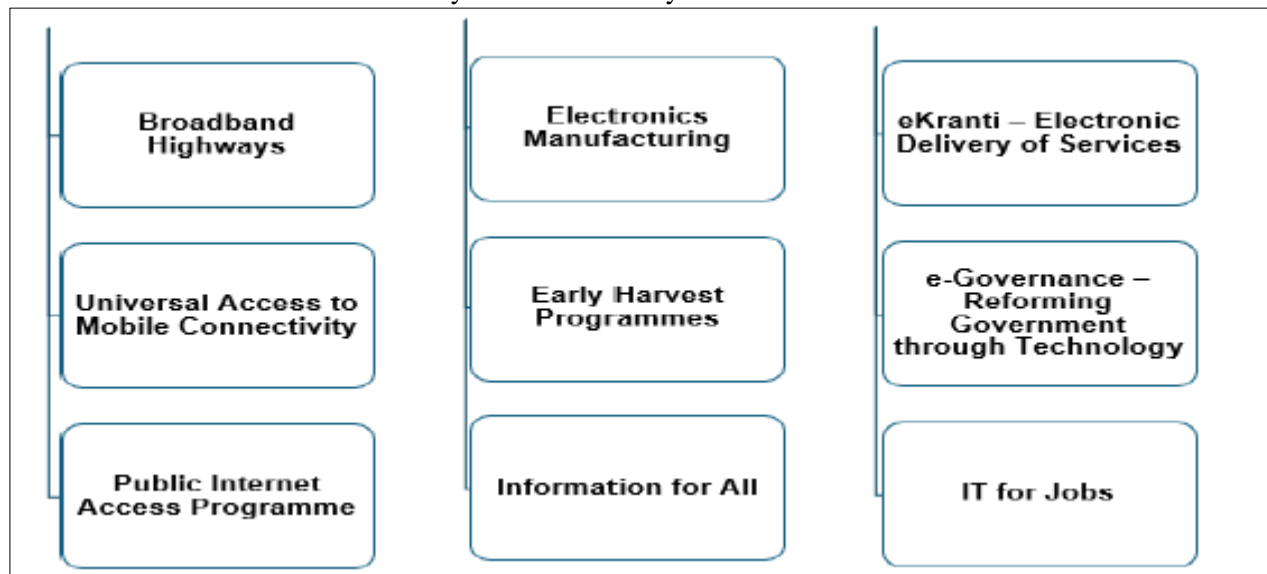 Broadband
Highways
Universal Access to
Mobile Connectivity
Public Internet
Access Programme
Electronics
Manufacturing
Early Harvest
Programmes
Information for All
eKranti – Electronic
Delivery of Services
e-Governance –
Reforming
Government
through Technology
IT for Jobs